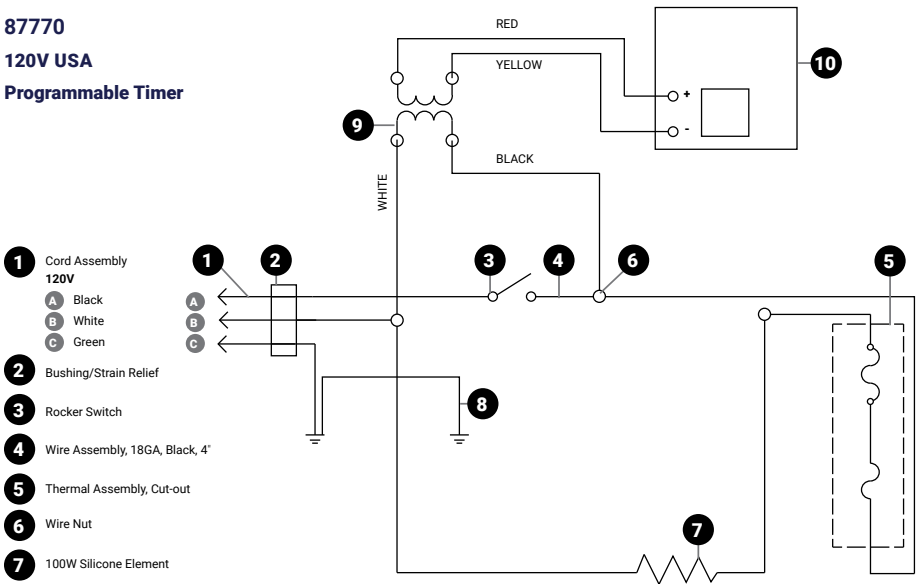 87770
120V USA
Programmable Timer
RED
YELLOW
10
+
-
9
BLACK
WHITE
1 Cord Assembly
120V
A Black
B White
C Green
2 Bushing/Strain Relief
3 Rocker Switch
4 Wire Assembly, 18GA, Black, 4"
5 Thermal Assembly, Cut-out
6 Wire Nut
7 100W Silicone Element
1 2 3 4 6 5
A
B
C
8
7